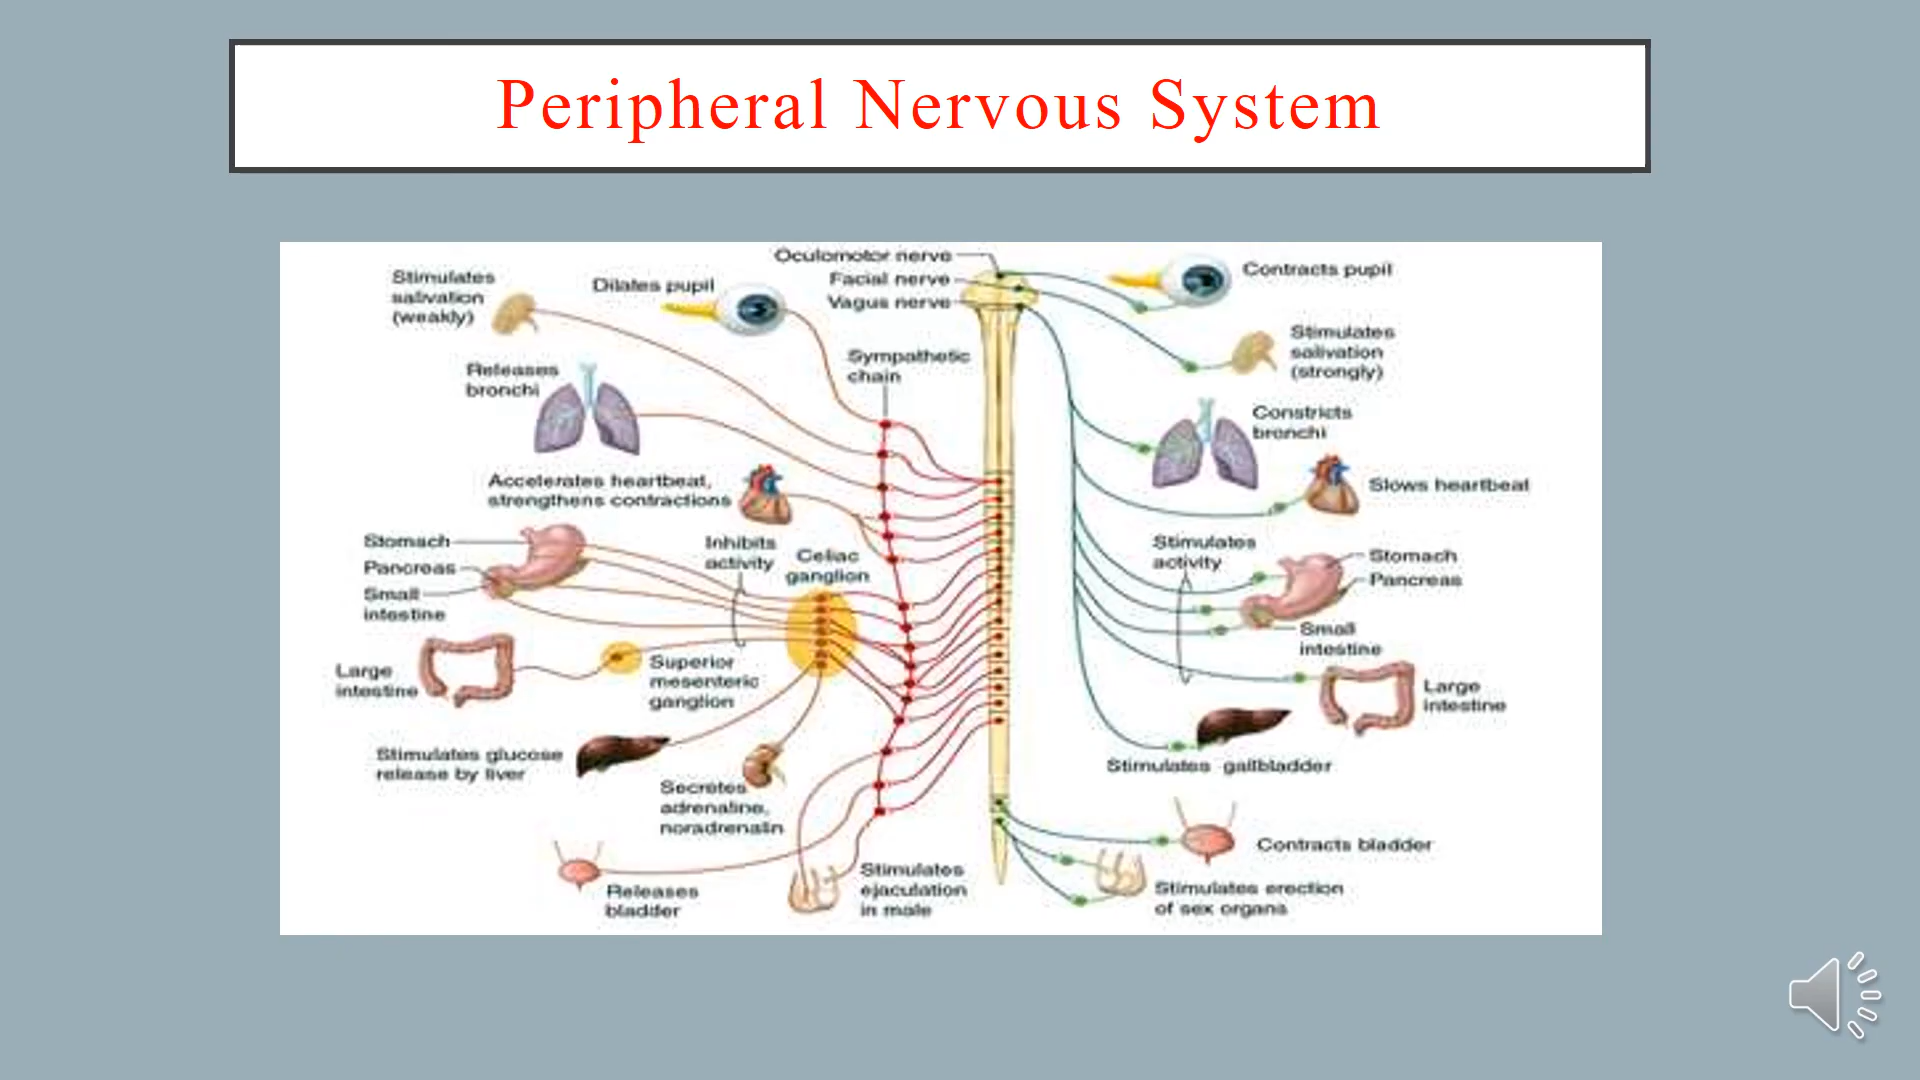 Peripheral Nervous System
Oculomotor nerve
Facial nerve
Vagus nerve
Stimulates
salivation
(weakly)
Dilates pupil
Sympathetic
chain
Releases
bronchi
Accelerates heartbeat,
strengthens contractions
Stomach
Pancreas
Small
intestine
Inhibits
activity
Celiac
ganglion
Large
intestine
Superior
mesenteric
ganglion
Stimulates glucose
release by liver
Secretes
adrenaline,
noradrenalin
Releases
bladder
Stimulates
ejaculation
in male
Contracts pupil
Stimulates
salivation
(strongly)
Constricts
bronchi
Slows heartbeat
Stimulates
activity
Stomach
Pancreas
Small
intestine
Large
intestine
Stimulates gallbladder
Contracts bladder
Stimulates erection
of sex organs